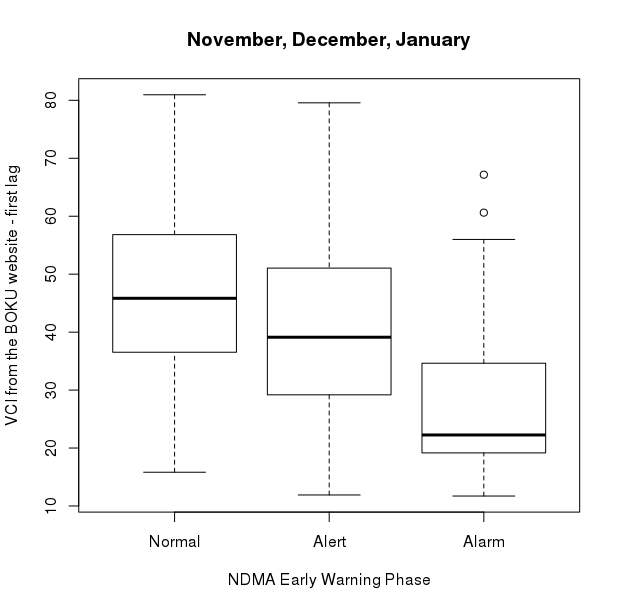 November, December, January
VCI from the BOKU website - first lag
80
70
60
50
40
30
20
10
Normal Alert Alarm
NDMA Early Warning Phase